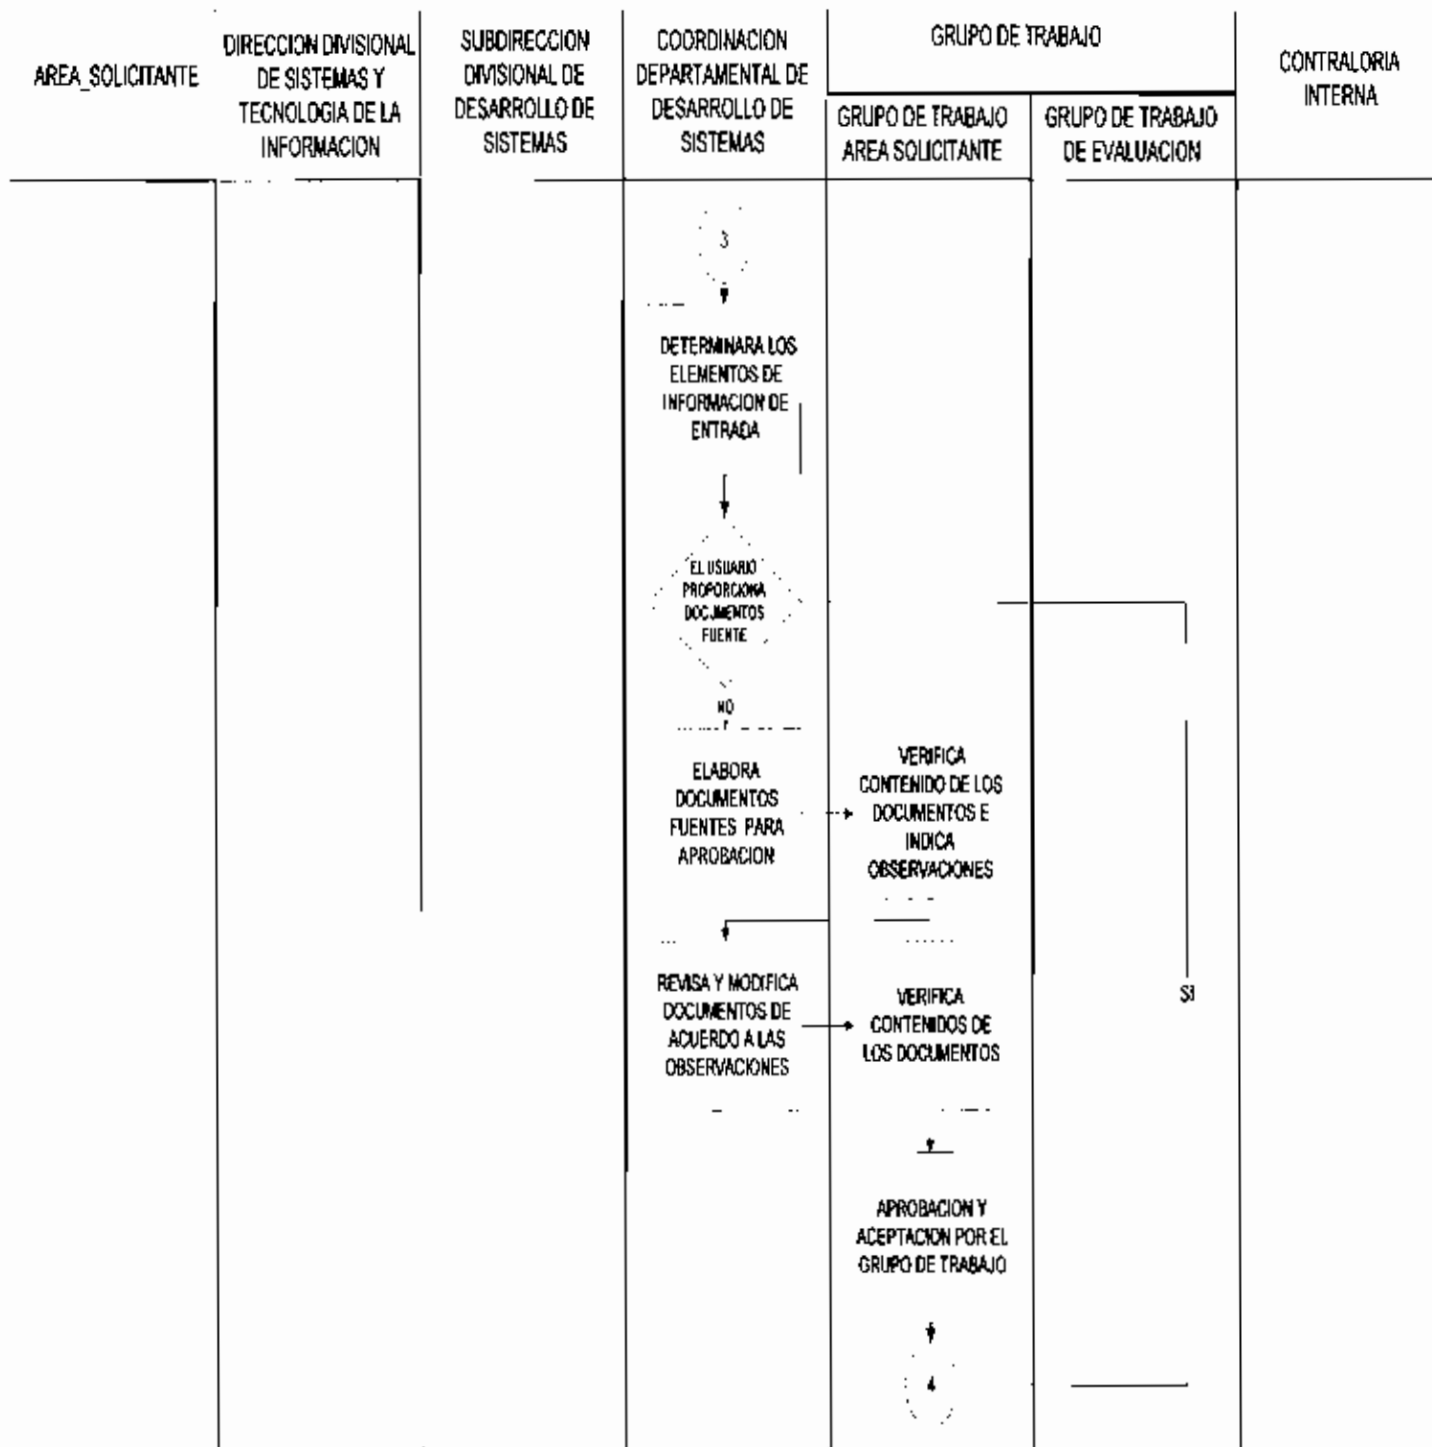 AREA_SOLICITANTE
DIRECCION DIVISIONAL
DE SISTEMAS Y
TECNOLOGIA DE LA
INFORMACION
SUBDIRECCION
DIVISIONAL DE
DESARROLLO DE
SISTEMAS
COORDINACION
DEPARTAMENTAL DE
DESARROLLO DE
SISTEMAS
GRUPO DE TRABAJO
GRUPO DE TRABAJO
AREA SOLICITANTE
GRUPO DE TRABAJO
DE EVALUACION
CONTRALORIA
INTERNA
3
DETERMINARA LOS
ELEMENTOS DE
INFORMACION DE
ENTRADA
EL USUARIO
PROPORCIONA
DOCUMENTOS
FUENTE
NO
ELABORA
DOCUMENTOS
FUENTES PARA
APROBACION
VERIFICA
CONTENIDO DE LOS
DOCUMENTOS E
INDICA
OBSERVACIONES
REVISA Y MODIFICA
DOCUMENTOS DE
ACUERDO A LAS
OBSERVACIONES
VERIFICA
CONTENIDOS DE
LOS DOCUMENTOS
SI
APROBACION Y
ACEPTACION POR EL
GRUPO DE TRABAJO
4